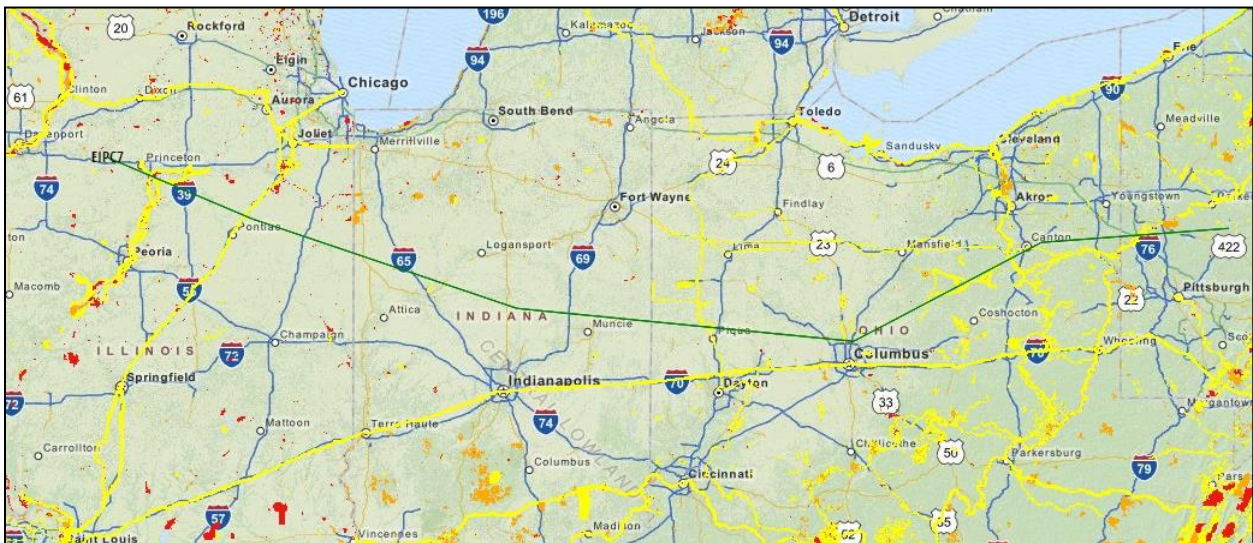 196
Detroit
20
Rockford
Kalamazoo
Jackson
94
94
Erie
Elgin
Chicago
90
61
Clinton
Dixon
Aurora
South Bend
Angola
Toledo
Meadville
Davenport
Joliet
Merrillville
Sandusky
Cleveland
EIPC7
Princeton
24
6
74
39
Fort Wayne
Findlay
Akron
Youngstown
Pontiac
Logansport
23
Mansfield
Canton
Peoria
65
69
Lima
76
422
Macomb
55
22
Pittsburgh
Attica
INDIANA
Muncie
Piqua
OHIO
Coshocton
Champaign
ILLINOIS
72
Columbus
70
Wheeling
Springfield
Indianapolis
70
Dayton
72
33
Morgantown
Mattoon
Terre Haute
74
CENTRAL LOWLAND
Chillicothe
50
Carrollton
Columbus
Cincinnati
Parkersburg
79
57
Vincennes
Madison
52
35
Saint Louis